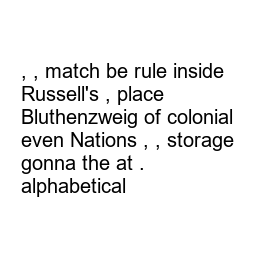 , , match be rule inside
Russell's , place
Bluthenzweig of colonial
even Nations , , storage
gonna the at .
alphabetical